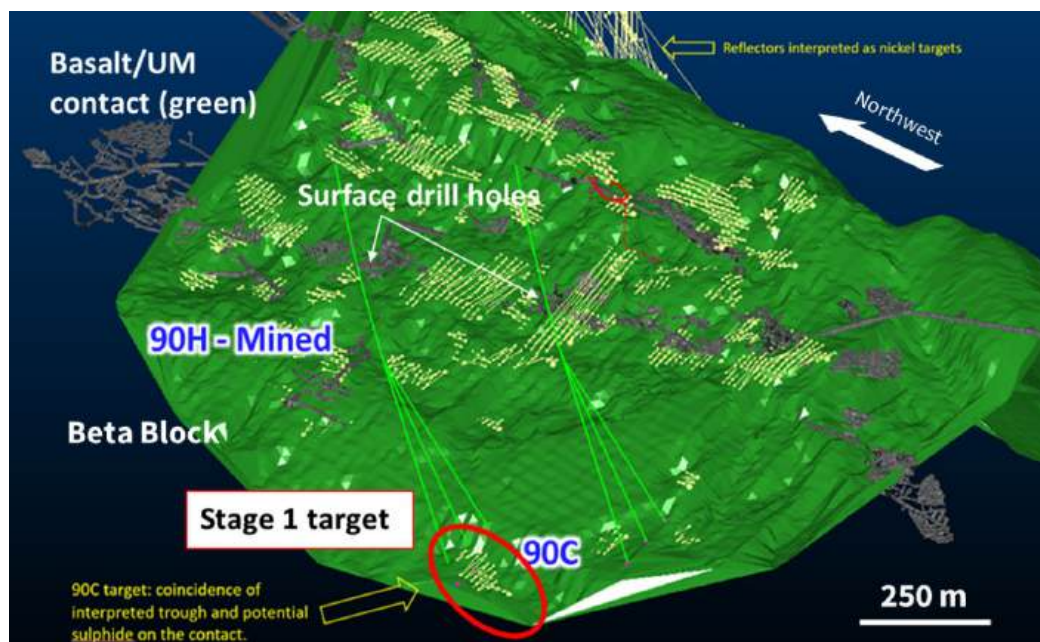 Reflectors interpreted as nickel targets
Basalt/UM
contact (green)
Northwest
Surface drill holes
90H - Mined
Beta Block
Stage 1 target
90C
90C target: coincidence of
interpreted trough and potential
sulphide on the contact.
250 m